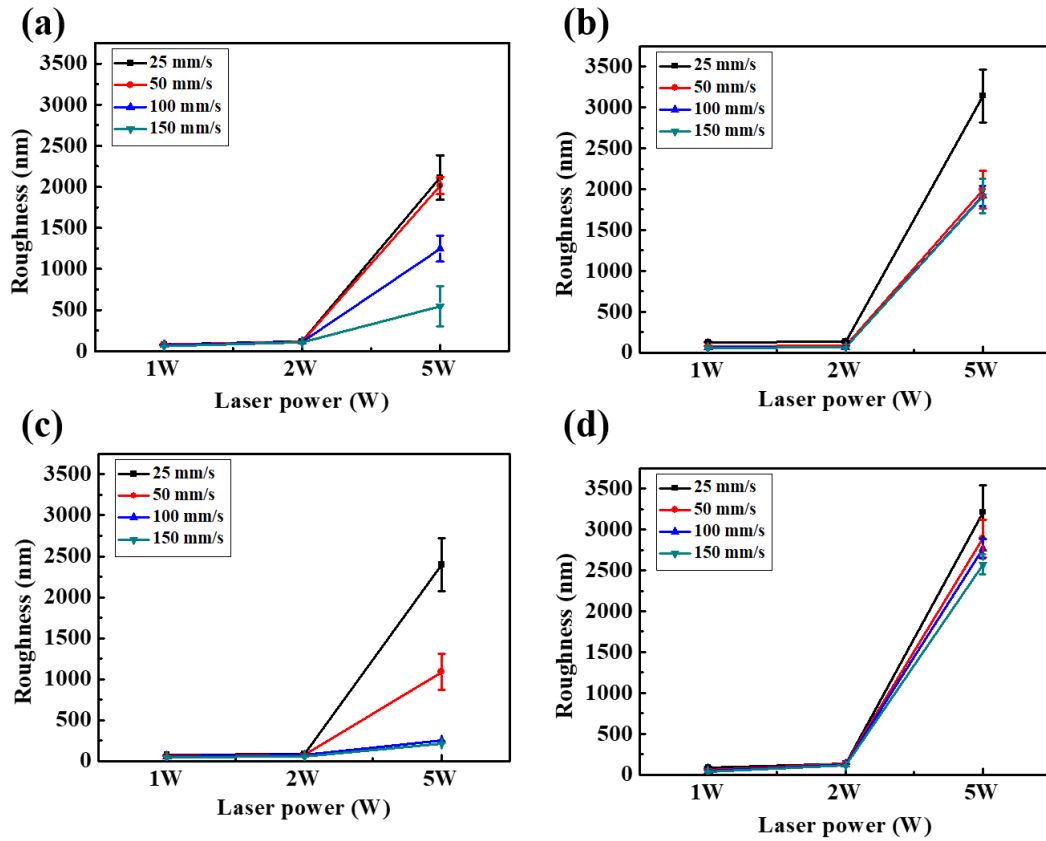 (a)
25 mm/s
50 mm/s
100 mm/s
150 mm/s
3500
3000
2500
2000
1500
1000
500
0
Roughness (nm)
1W
2W
5W
Laser power (W)
(b)
25 mm/s
50 mm/s
100 mm/s
150 mm/s
3500
3000
2500
2000
1500
1000
500
0
Roughness (nm)
1W
2W
5W
Laser power (W)
(c)
25 mm/s
50 mm/s
100 mm/s
150 mm/s
3500
3000
2500
2000
1500
1000
500
0
Roughness (nm)
1W
2W
5W
Laser power (W)
(d)
25 mm/s
50 mm/s
100 mm/s
150 mm/s
3500
3000
2500
2000
1500
1000
500
0
Roughness (nm)
1W
2W
5W
Laser power (W)